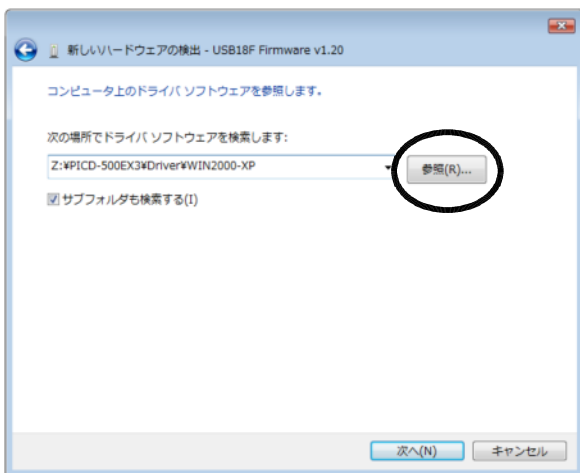 新しいハードウェアの検出 - USB18F Firmware v1.20
コンピュータ上のドライバ ソフトウェアを参照します。
次の場所でドライバ ソフトウェアを検索します:
Z:¥PICD-500EX3¥Driver¥WIN2000-XP
参照(R)...
サブフォルダも検索する(I)
次へ(N)
キャンセル